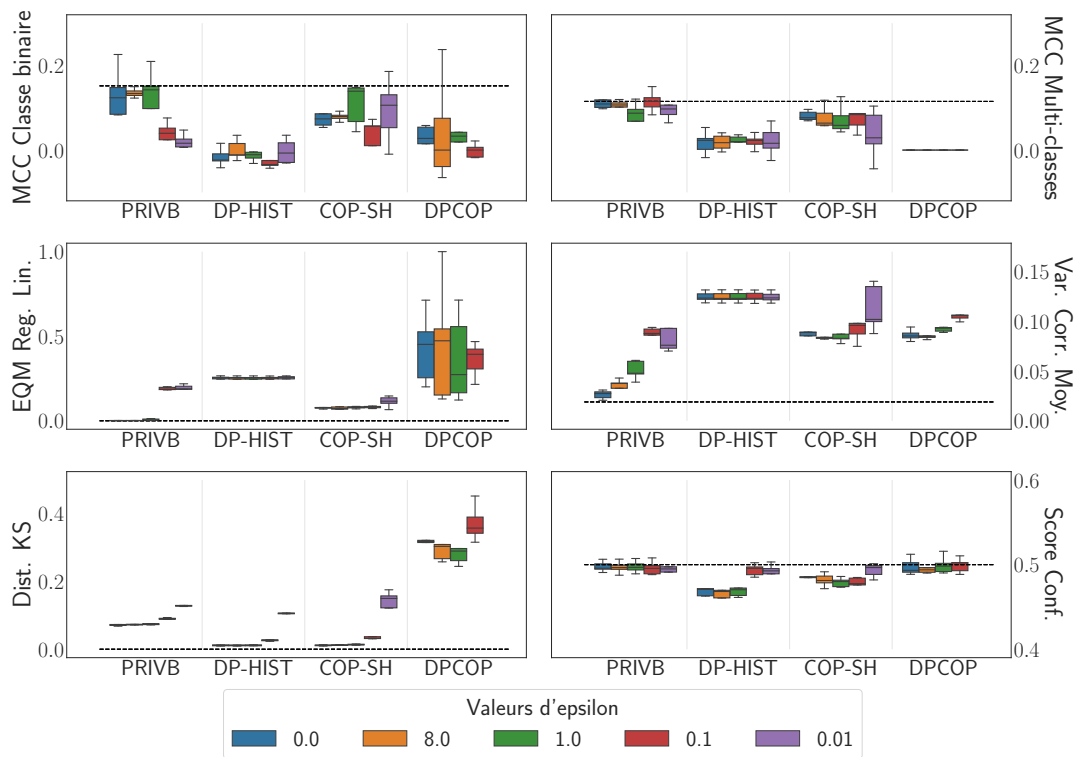 MCC Classe binaire
0.2
0.0
PRIVB DP-HIST COP-SH DPCOP
MCC Multi-classes
0.2
0.0
PRIVB DP-HIST COP-SH DPCOP
EQM Reg. Lin.
1.0
0.5
0.0
PRIVB DP-HIST COP-SH DPCOP
Var. Corr. Moy.
0.15
0.10
0.05
0.00
PRIVB DP-HIST COP-SH DPCOP
Dist. KS
0.4
0.2
0.0
PRIVB DP-HIST COP-SH DPCOP
Score Conf.
0.6
0.5
0.4
PRIVB DP-HIST COP-SH DPCOP
Valeurs d'epsilon
0.0 8.0 1.0 0.1 0.01